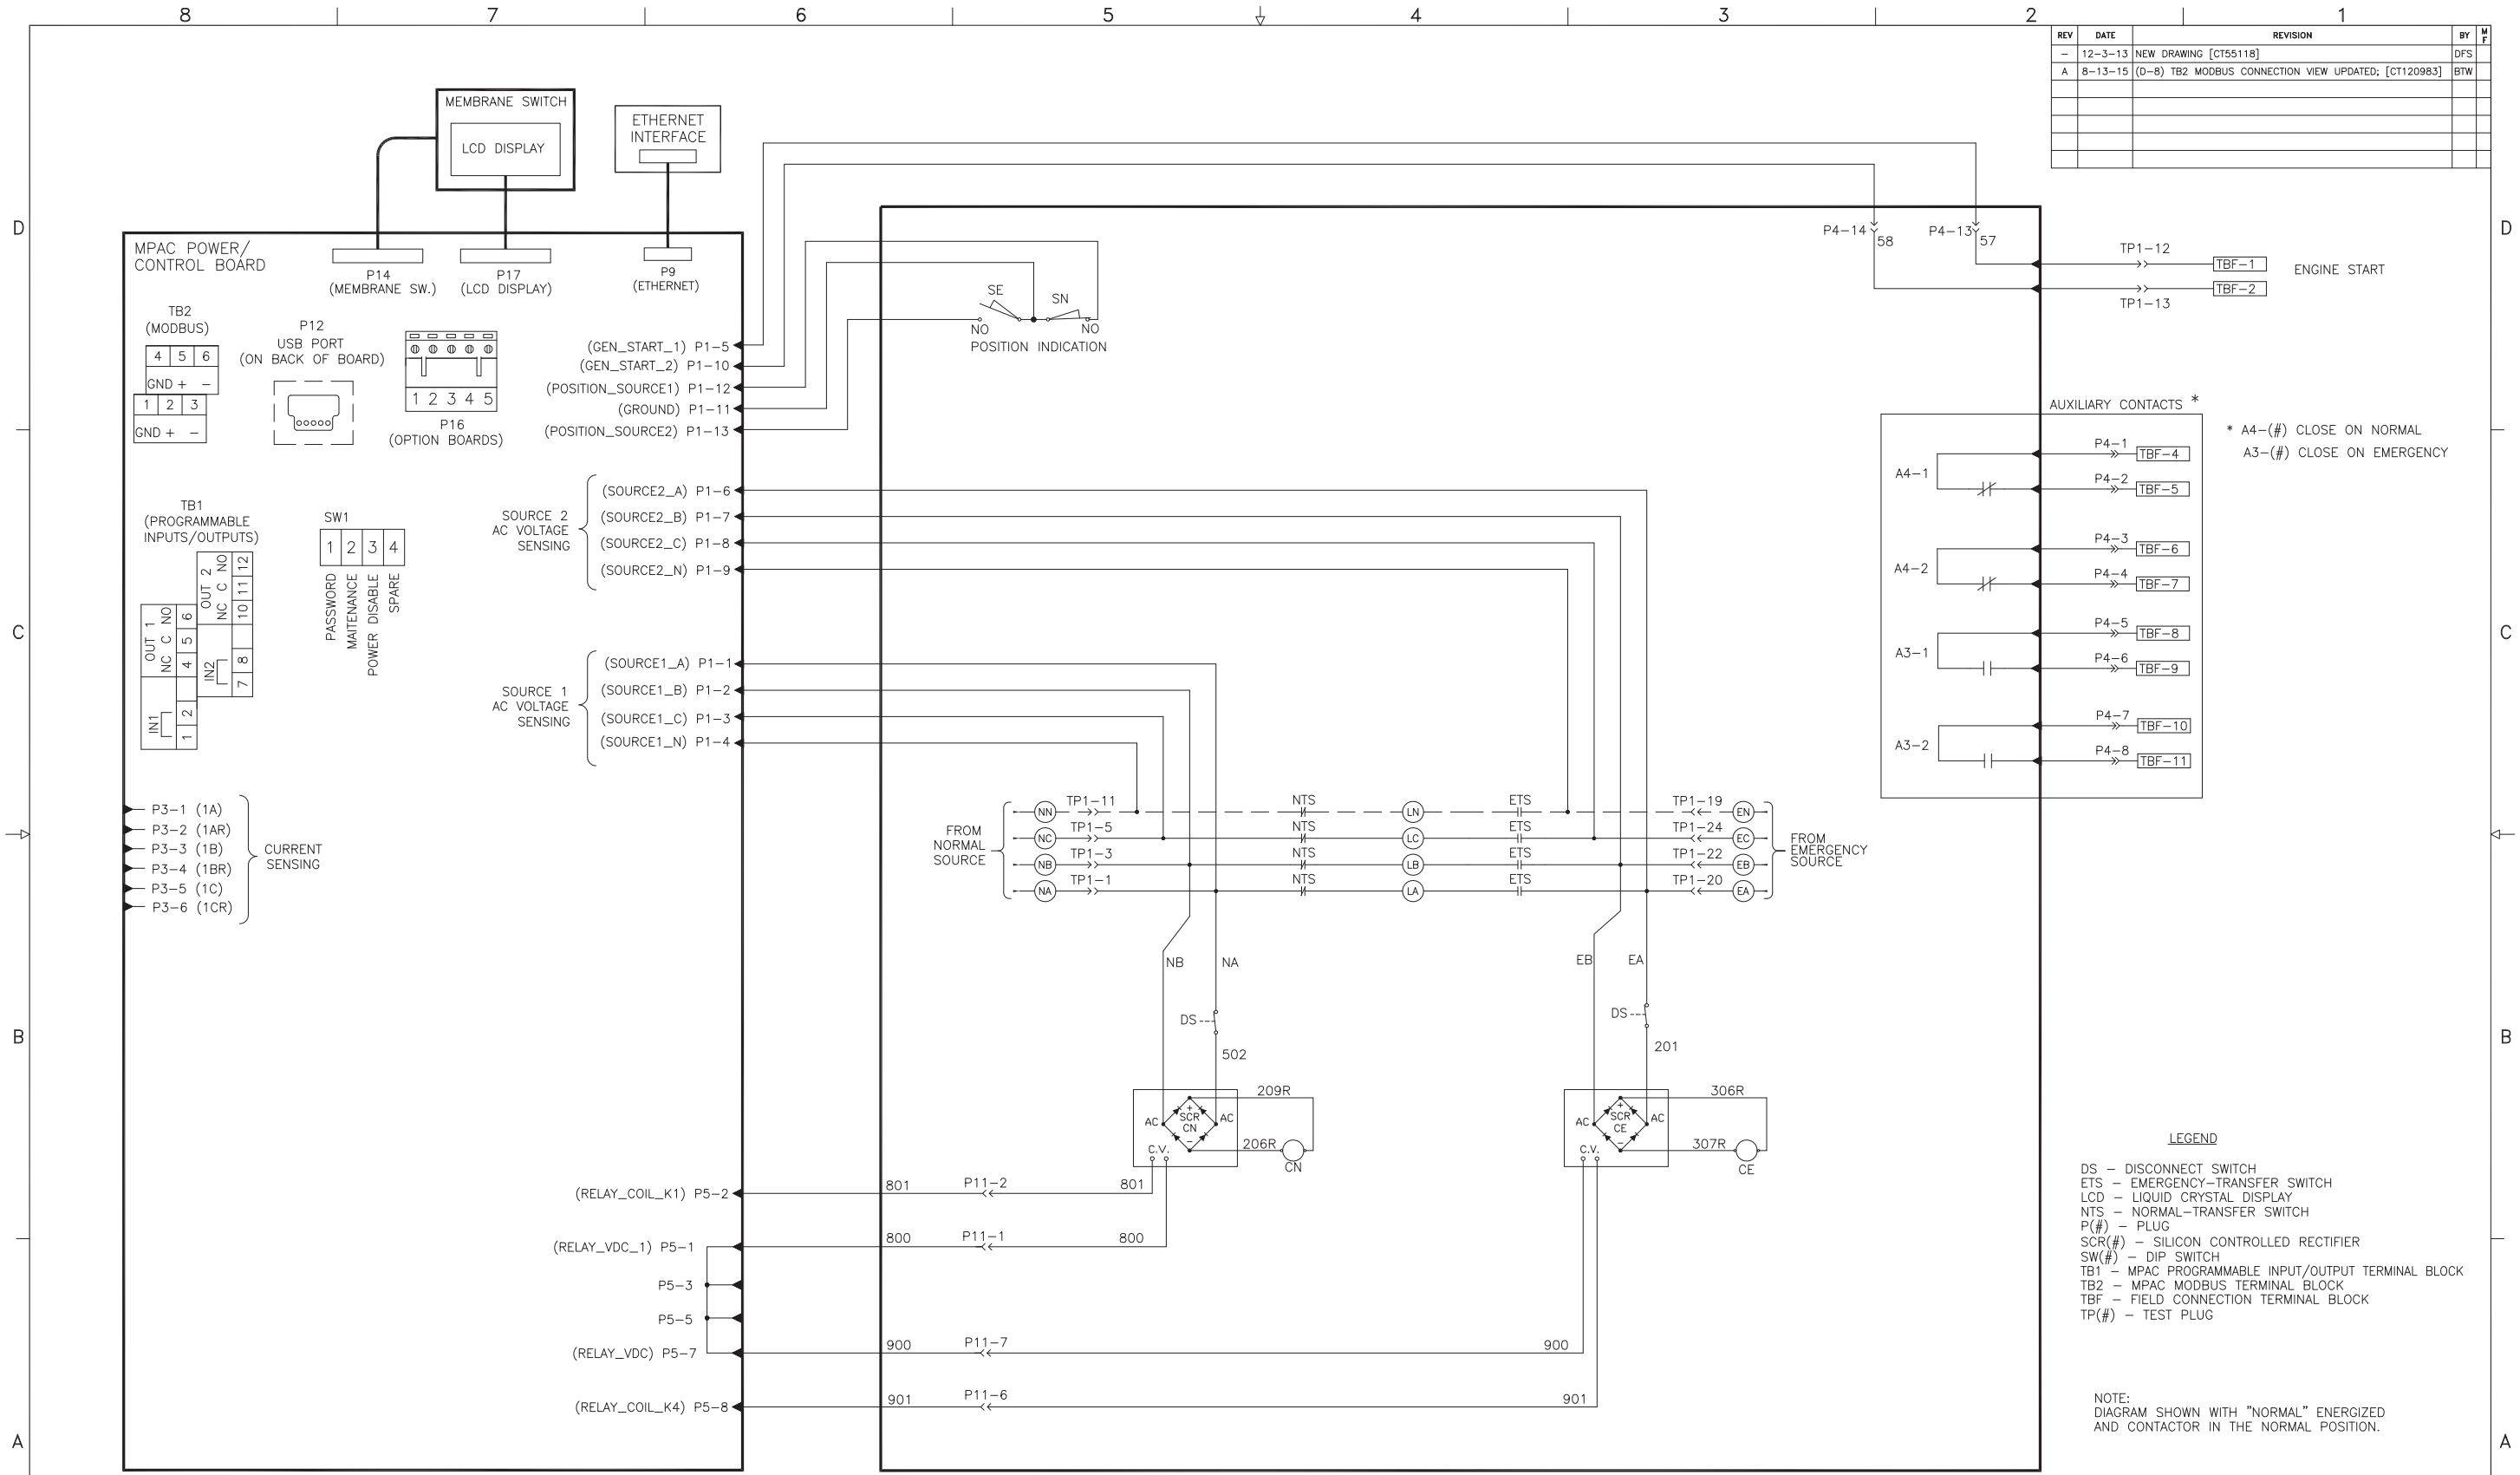 8 7 6 5 4 3 2 1
REV DATE REVISION BY MF
– 12–3–13 NEW DRAWING [CT55118] DFS
A 8–13–15 (D–8) TB2 MODBUS CONNECTION VIEW UPDATED; [CT120983] BTW
D
D
C
C
B
B
A
A
MEMBRANE SWITCH
LCD DISPLAY
ETHERNET
INTERFACE
MPAC POWER/
CONTROL BOARD
P14
(MEMBRANE SW.)
P17
(LCD DISPLAY)
P9
(ETHERNET)
TB2
(MODBUS)
4 5 6
GND + –
1 2 3
GND + –
P12
USB PORT
(ON BACK OF BOARD)
1 2 3 4 5
P16
(OPTION BOARDS)
(GEN_START_1) P1–5
(GEN_START_2) P1–10
(POSITION_SOURCE1) P1–12
(GROUND) P1–11
(POSITION_SOURCE2) P1–13
TB1
(PROGRAMMABLE
INPUTS/OUTPUTS)
OUT 2
NC C NO
10 11 12
IN2
7 8
OUT 1
NC C NO
4 5 6
IN1
1 2
SW1
1 2 3 4
PASSWORD
MAITENANCE
POWER DISABLE
SPARE
SOURCE 2
AC VOLTAGE
SENSING
(SOURCE2_A) P1–6
(SOURCE2_B) P1–7
(SOURCE2_C) P1–8
(SOURCE2_N) P1–9
SOURCE 1
AC VOLTAGE
SENSING
(SOURCE1_A) P1–1
(SOURCE1_B) P1–2
(SOURCE1_C) P1–3
(SOURCE1_N) P1–4
P3–1 (1A)
P3–2 (1AR)
P3–3 (1B)
P3–4 (1BR)
P3–5 (1C)
P3–6 (1CR)
CURRENT
SENSING
(RELAY_COIL_K1) P5–2
(RELAY_VDC_1) P5–1
P5–3
P5–5
(RELAY_VDC) P5–7
(RELAY_COIL_K4) P5–8
SE
SN
NO
NO
POSITION INDICATION
P4–14
58
P4–13
57
TP1–12
TBF–1
TBF–2
TP1–13
ENGINE START
AUXILIARY CONTACTS *
* A4–(#) CLOSE ON NORMAL
A3–(#) CLOSE ON EMERGENCY
A4–1
P4–1 TBF–4
P4–2 TBF–5
A4–2
P4–3 TBF–6
P4–4 TBF–7
A3–1
P4–5 TBF–8
P4–6 TBF–9
A3–2
P4–7 TBF–10
P4–8 TBF–11
FROM
NORMAL
SOURCE
NN TP1–11 NTS LN ETS TP1–19 EN
NC TP1–5 NTS LC ETS TP1–24 EC
NB TP1–3 NTS LB ETS TP1–22 EB
NA TP1–1 NTS LA ETS TP1–20 EA
FROM
EMERGENCY
SOURCE
NB NA
EB EA
DS
502
DS
201
AC + SCR CN – AC
C.V.
209R
206R
CN
AC + SCR CE – AC
C.V.
306R
307R
CE
801 P11–2 801
800 P11–1 800
900 P11–7 900
901 P11–6 901
LEGEND
DS – DISCONNECT SWITCH
ETS – EMERGENCY–TRANSFER SWITCH
LCD – LIQUID CRYSTAL DISPLAY
NTS – NORMAL–TRANSFER SWITCH
P(#) – PLUG
SCR(#) – SILICON CONTROLLED RECTIFIER
SW(#) – DIP SWITCH
TB1 – MPAC PROGRAMMABLE INPUT/OUTPUT TERMINAL BLOCK
TB2 – MPAC MODBUS TERMINAL BLOCK
TBF – FIELD CONNECTION TERMINAL BLOCK
TP(#) – TEST PLUG
NOTE:
DIAGRAM SHOWN WITH "NORMAL" ENERGIZED
AND CONTACTOR IN THE NORMAL POSITION.